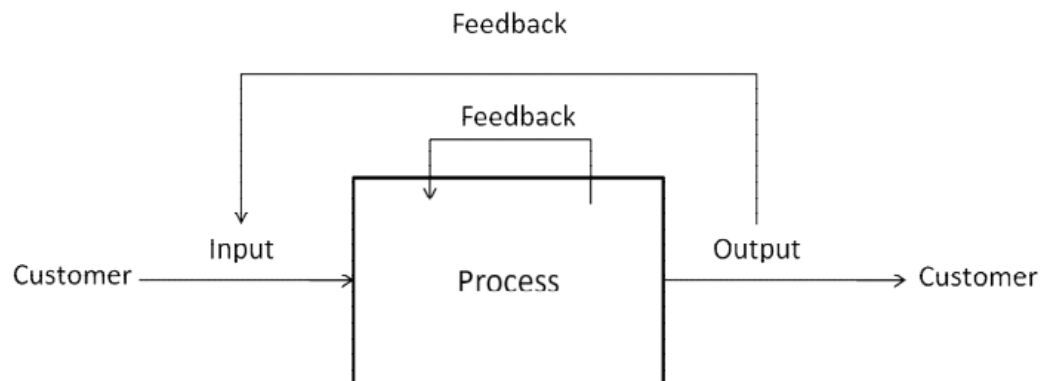 Feedback
Feedback
Input
Output
Customer
Process
Customer